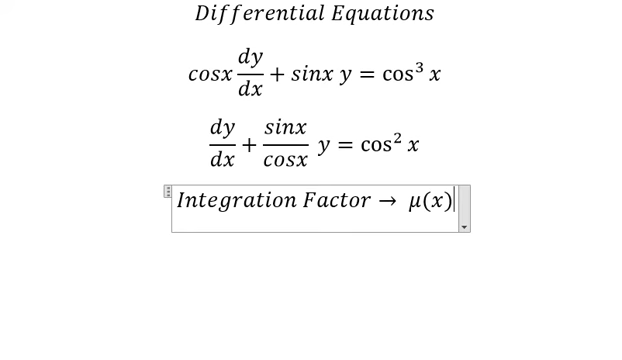 Differential Equations
cosx dy/dx + sinx y = cos³ x
dy/dx + sinx/cosx y = cos² x
Integration Factor → μ(x)